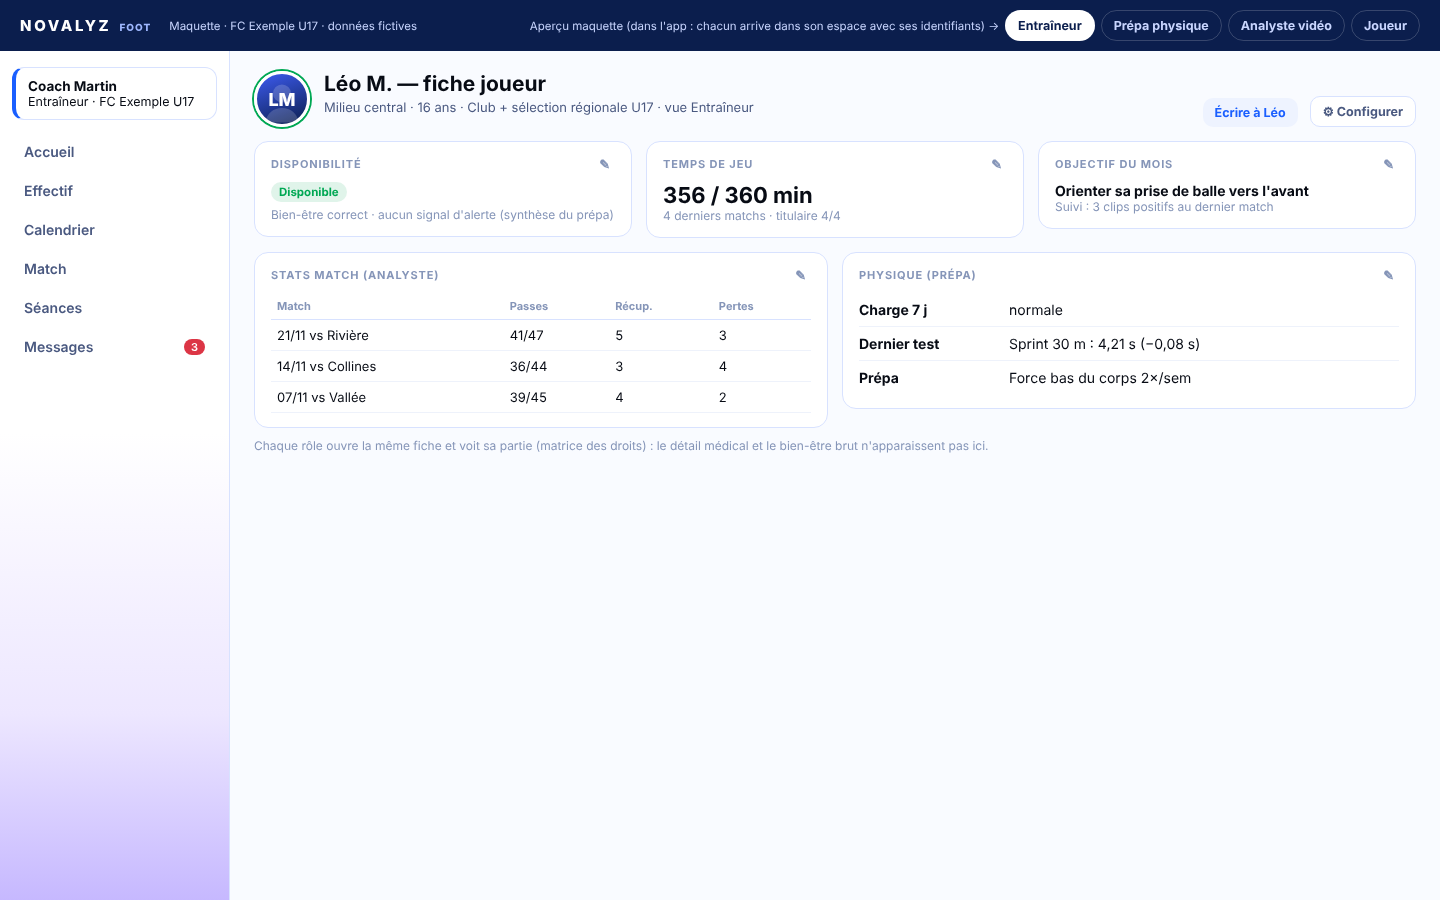 NOVALYZ FOOT Maquette · FC Exemple U17 · données fictives Aperçu maquette (dans l'app : chacun arrive dans son espace avec ses identifiants) → Entraîneur Prépa physique Analyste vidéo Joueur
Coach Martin
Entraîneur · FC Exemple U17
Accueil
Effectif
Calendrier
Match
Séances
Messages 3
LM
Léo M. — fiche joueur
Milieu central · 16 ans · Club + sélection régionale U17 · vue Entraîneur
Écrire à Léo ⚙ Configurer
DISPONIBILITÉ ✎
Disponible
Bien-être correct · aucun signal d'alerte (synthèse du prépa)
TEMPS DE JEU ✎
356 / 360 min
4 derniers matchs · titulaire 4/4
OBJECTIF DU MOIS ✎
Orienter sa prise de balle vers l'avant
Suivi : 3 clips positifs au dernier match
STATS MATCH (ANALYSTE) ✎
Match Passes Récup. Pertes
21/11 vs Rivière 41/47 5 3
14/11 vs Collines 36/44 3 4
07/11 vs Vallée 39/45 4 2
PHYSIQUE (PRÉPA) ✎
Charge 7 j normale
Dernier test Sprint 30 m : 4,21 s (−0,08 s)
Prépa Force bas du corps 2×/sem
Chaque rôle ouvre la même fiche et voit sa partie (matrice des droits) : le détail médical et le bien-être brut n'apparaissent pas ici.